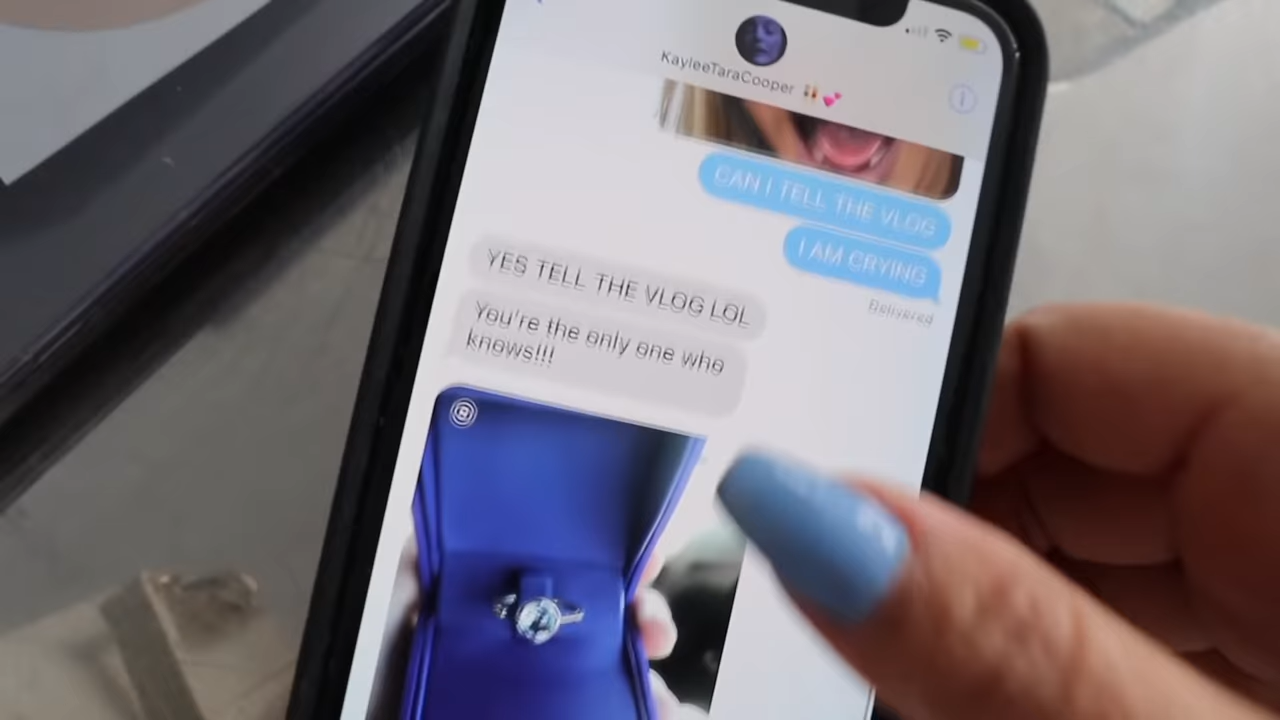 KayleeTaraCooper 👯💕
CAN I TELL THE VLOG
I AM CRYING
Delivered
YES TELL THE VLOG LOL
You're the only one who
knows!!!